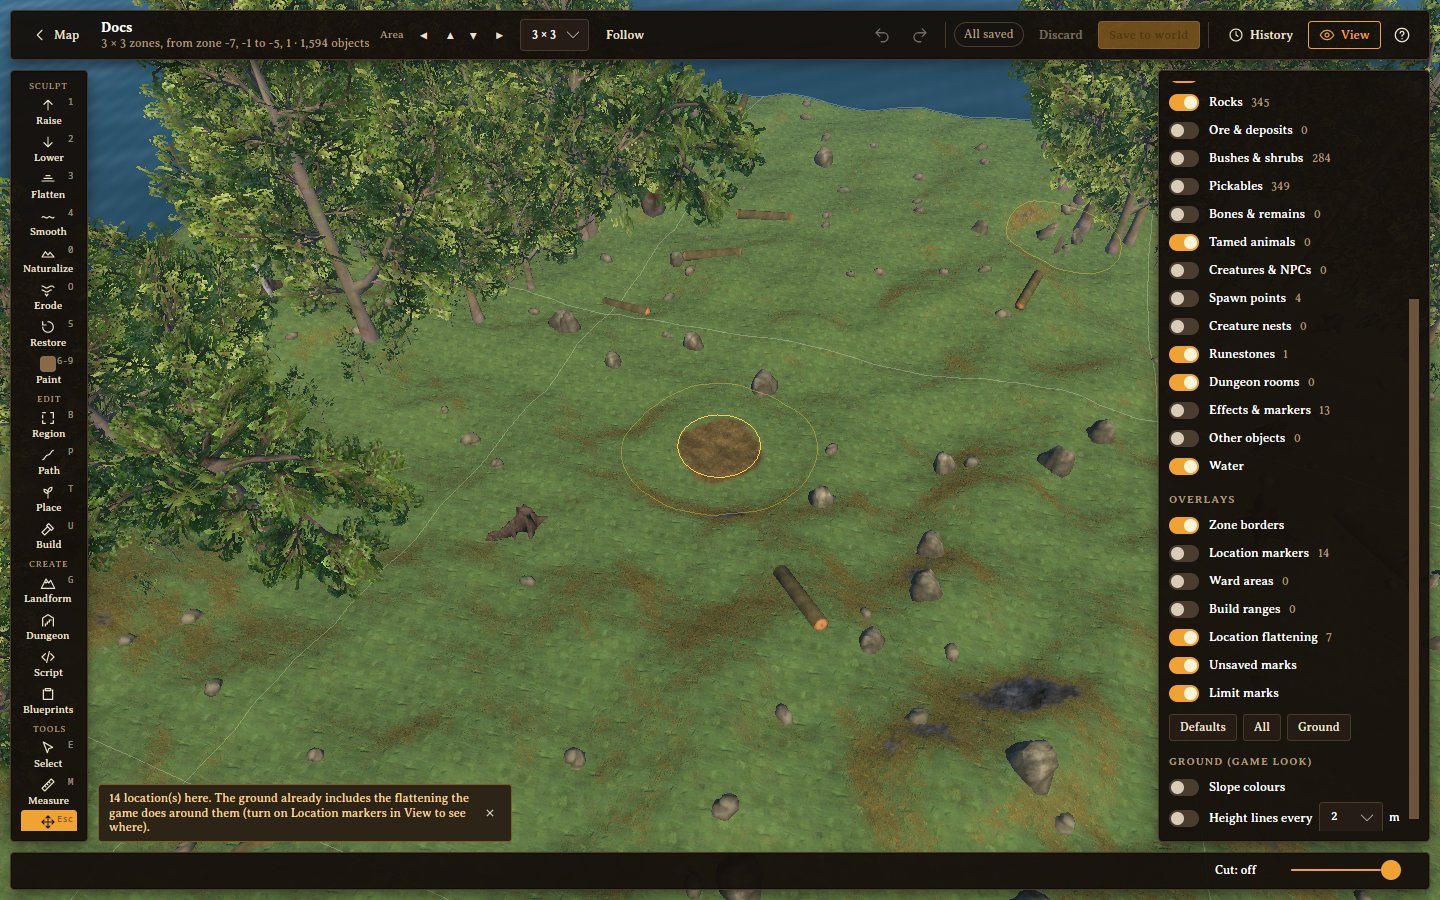 Map
Docs
3 × 3 zones, from zone -7, -1 to -5, 1 · 1,594 objects
Area
3 × 3
Follow
All saved
Discard
Save to world
History
View
SCULPT
Raise 1
Lower 2
Flatten 3
Smooth 4
Naturalize 0
Erode O
Restore 5
Paint 6-9
EDIT
Region B
Path P
Place T
Build U
CREATE
Landform G
Dungeon
Script
Blueprints
TOOLS
Select E
Measure M
Esc
Rocks 345
Ore & deposits 0
Bushes & shrubs 284
Pickables 349
Bones & remains 0
Tamed animals 0
Creatures & NPCs 0
Spawn points 4
Creature nests 0
Runestones 1
Dungeon rooms 0
Effects & markers 13
Other objects 0
Water
OVERLAYS
Zone borders
Location markers 14
Ward areas 0
Build ranges 0
Location flattening 7
Unsaved marks
Limit marks
Defaults
All
Ground
GROUND (GAME LOOK)
Slope colours
Height lines every 2 m
14 location(s) here. The ground already includes the flattening the
game does around them (turn on Location markers in View to see
where).
Cut: off